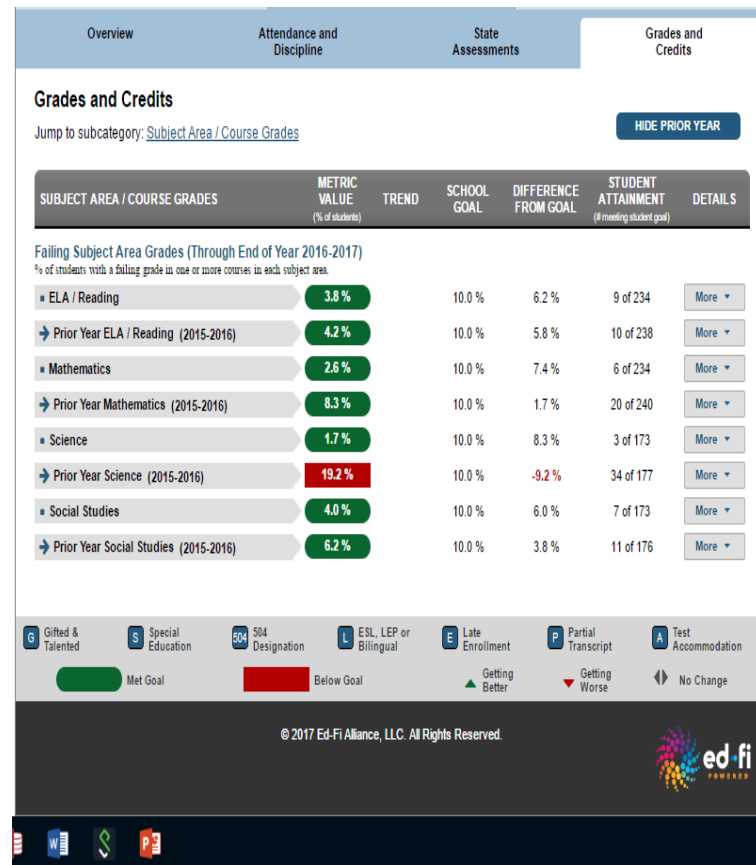 Overview
Attendance and
Discipline
State
Assessments
Grades and
Credits
Grades and Credits
Jump to subcategory: Subject Area / Course Grades
HIDE PRIOR YEAR
SUBJECT AREA / COURSE GRADES
METRIC
VALUE
(% of students)
TREND
SCHOOL
GOAL
DIFFERENCE
FROM GOAL
STUDENT
ATTAINMENT
(# meeting student goal)
DETAILS
Failing Subject Area Grades (Through End of Year 2016-2017)
% of students with a failing grade in one or more courses in each subject area.
ELA / Reading 3.8 % 10.0 % 6.2 % 9 of 234 More
Prior Year ELA / Reading (2015-2016) 4.2 % 10.0 % 5.8 % 10 of 238 More
Mathematics 2.6 % 10.0 % 7.4 % 6 of 234 More
Prior Year Mathematics (2015-2016) 8.3 % 10.0 % 1.7 % 20 of 240 More
Science 1.7 % 10.0 % 8.3 % 3 of 173 More
Prior Year Science (2015-2016) 19.2 % 10.0 % -9.2 % 34 of 177 More
Social Studies 4.0 % 10.0 % 6.0 % 7 of 173 More
Prior Year Social Studies (2015-2016) 6.2 % 10.0 % 3.8 % 11 of 176 More
G Gifted &
Talented
S Special
Education
504 504
Designation
L ESL, LEP or
Bilingual
E Late
Enrollment
P Partial
Transcript
A Test
Accommodation
Met Goal
Below Goal
Getting
Better
Getting
Worse
No Change
© 2017 Ed-Fi Alliance, LLC. All Rights Reserved.
ed-fi
POWERED
W
P